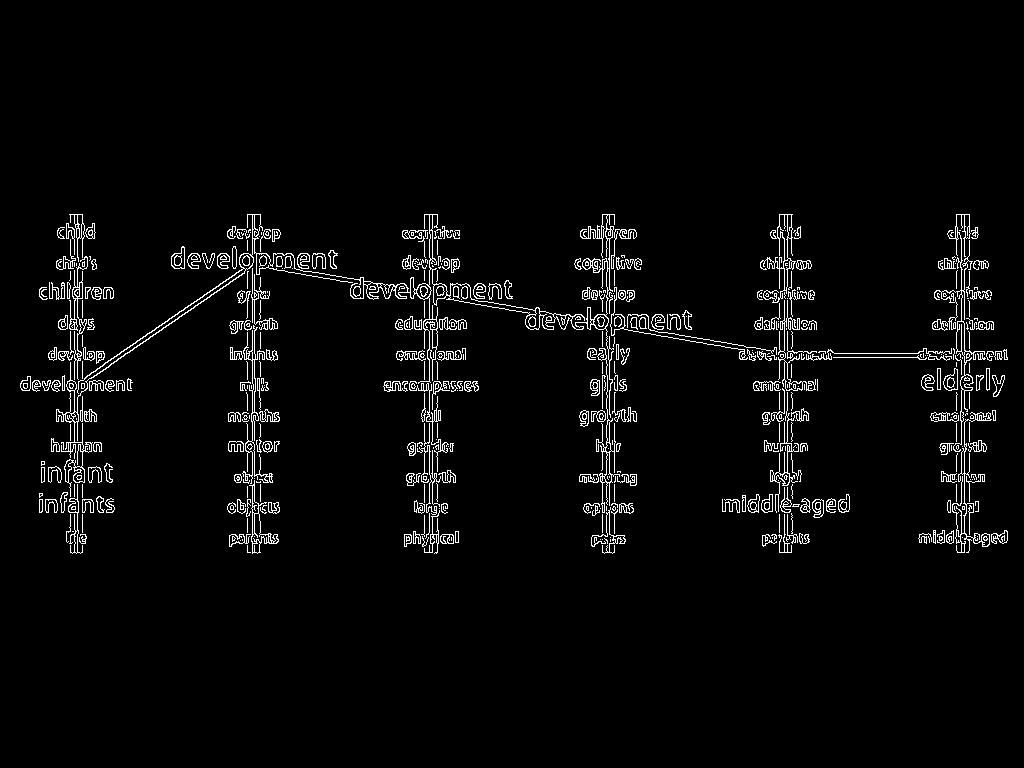 child
child's
children
days
develop
development
health
human
infant
infants
life
develop
development
grow
growth
infants
milk
months
motor
object
objects
parents
cognitive
develop
development
education
emotional
encompasses
fall
gender
growth
large
physical
children
cognitive
develop
development
early
girls
growth
hair
maturing
options
peers
child
children
cognitive
definition
development
emotional
growth
human
legal
middle-aged
parents
child
children
cognitive
definition
development
elderly
emotional
growth
human
legal
middle-aged